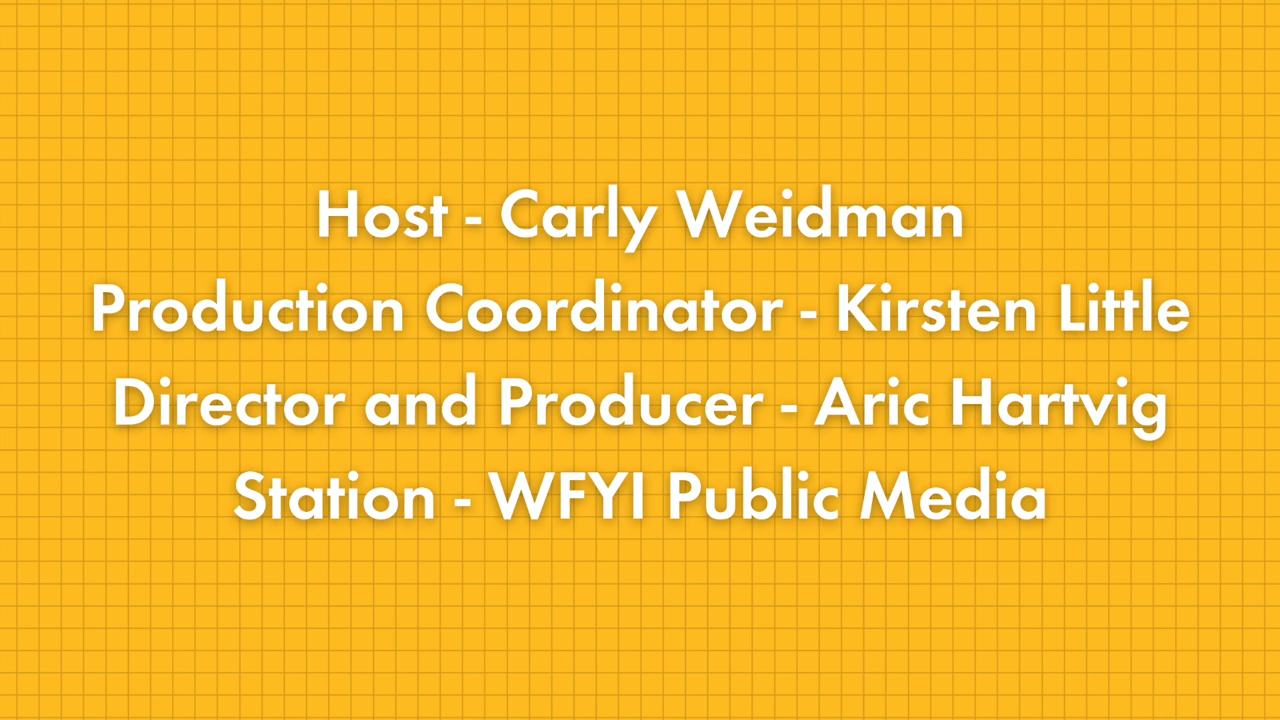 Host - Carly Weidman
Production Coordinator - Kirsten Little
Director and Producer - Aric Hartvig
Station - WFYI Public Media